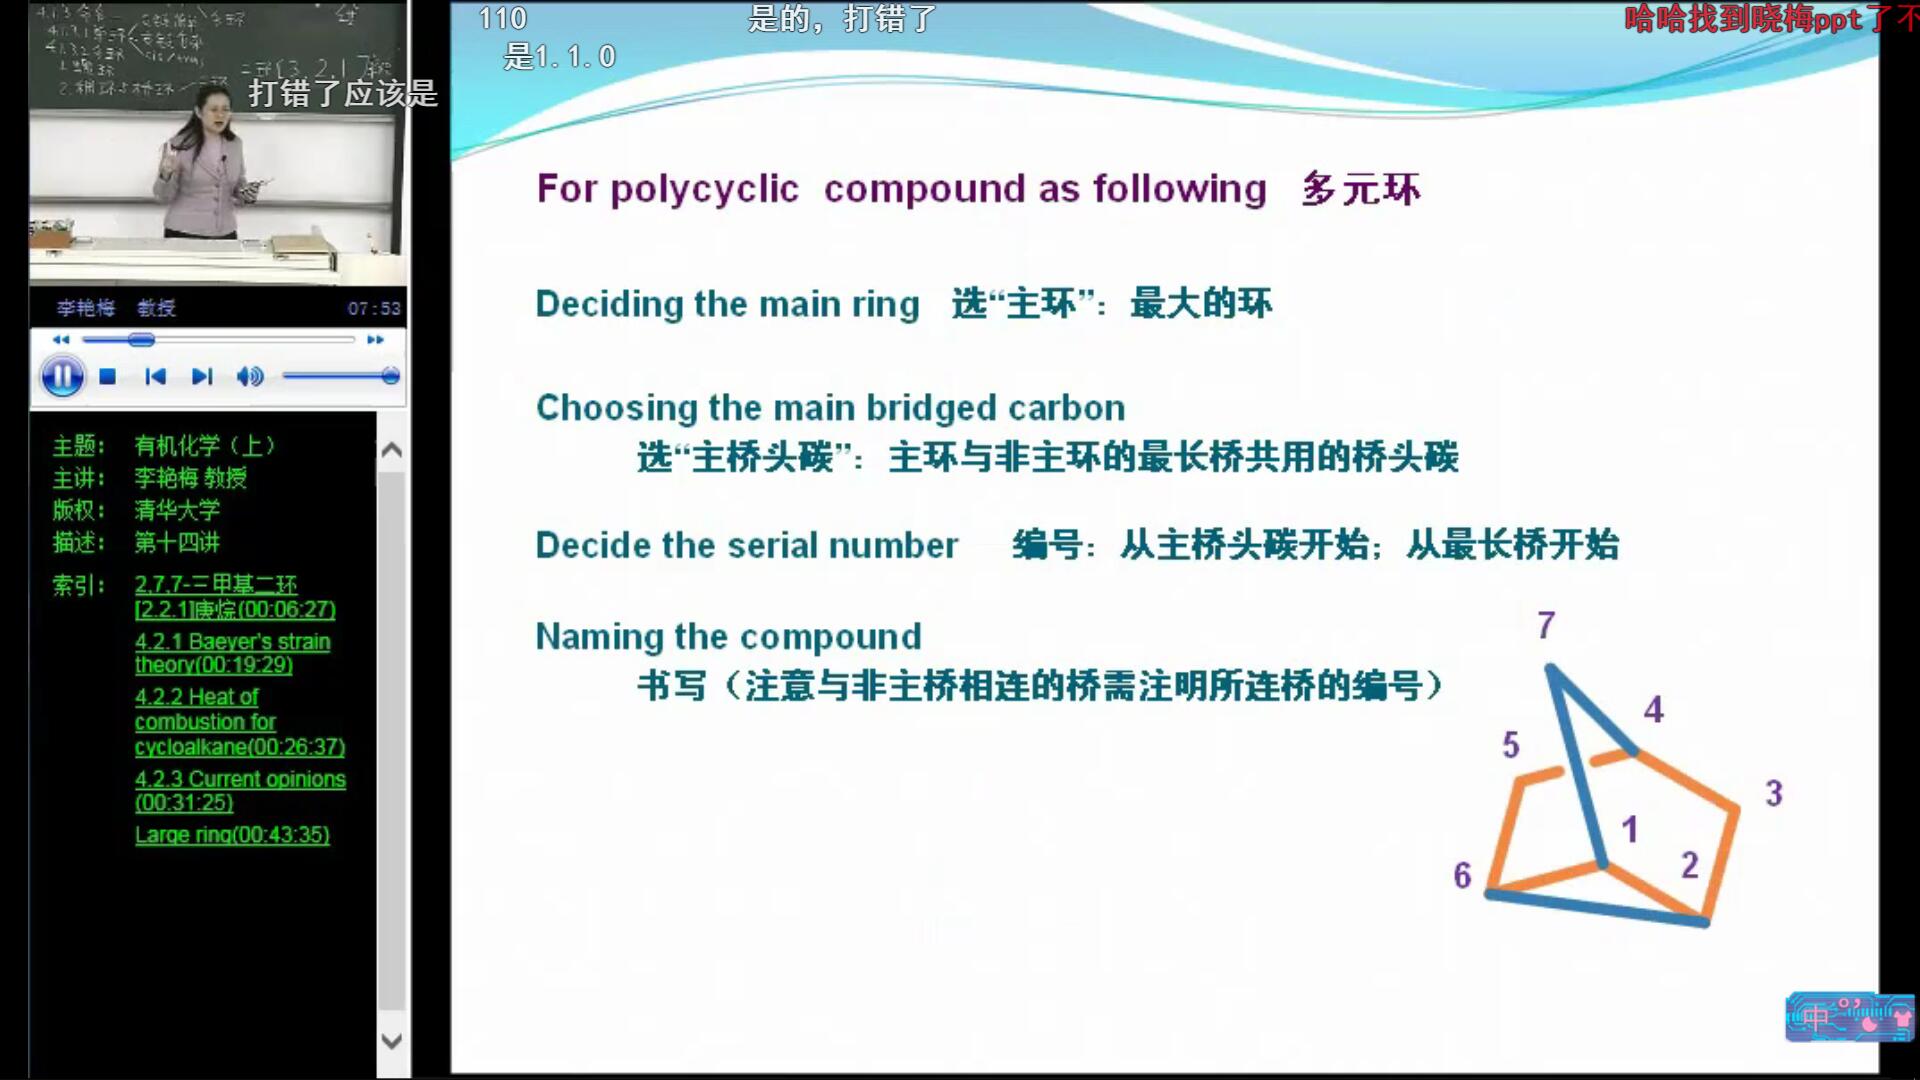 110
是的，打错了
哈哈找到晓梅ppt了不
是1.1.0
打错了应该是
李艳梅 教授 07:53
主题： 有机化学（上）
主讲： 李艳梅 教授
版权： 清华大学
描述： 第十四讲
索引： 2,7,7-三甲基二环
[2.2.1]庚烷(00:06:27)
4.2.1 Baeyer's strain
theory(00:19:29)
4.2.2 Heat of
combustion for
cycloalkane(00:26:37)
4.2.3 Current opinions
(00:31:25)
Large ring(00:43:35)
For polycyclic compound as following 多元环
Deciding the main ring 选“主环”：最大的环
Choosing the main bridged carbon
选“主桥头碳”：主环与非主环的最长桥共用的桥头碳
Decide the serial number 编号：从主桥头碳开始；从最长桥开始
Naming the compound
书写（注意与非主桥相连的桥需注明所连桥的编号）
7
4
5
3
1
2
6
中